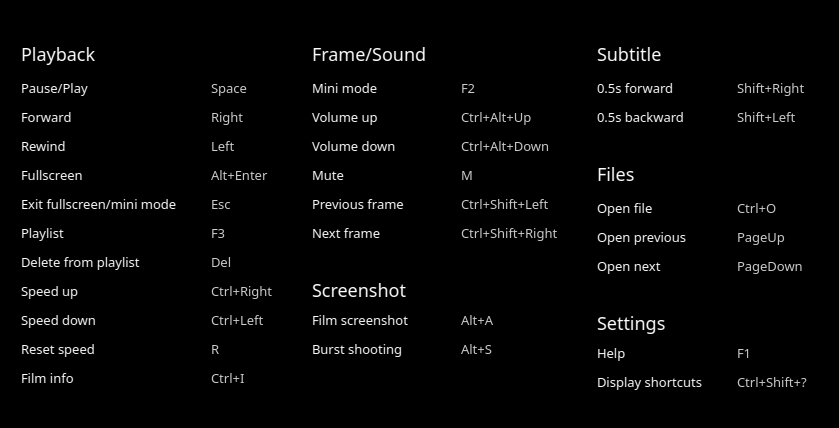 Playback
Pause/Play Space
Forward Right
Rewind Left
Fullscreen Alt+Enter
Exit fullscreen/mini mode Esc
Playlist F3
Delete from playlist Del
Speed up Ctrl+Right
Speed down Ctrl+Left
Reset speed R
Film info Ctrl+I
Frame/Sound
Mini mode F2
Volume up Ctrl+Alt+Up
Volume down Ctrl+Alt+Down
Mute M
Previous frame Ctrl+Shift+Left
Next frame Ctrl+Shift+Right
Screenshot
Film screenshot Alt+A
Burst shooting Alt+S
Subtitle
0.5s forward Shift+Right
0.5s backward Shift+Left
Files
Open file Ctrl+O
Open previous PageUp
Open next PageDown
Settings
Help F1
Display shortcuts Ctrl+Shift+?